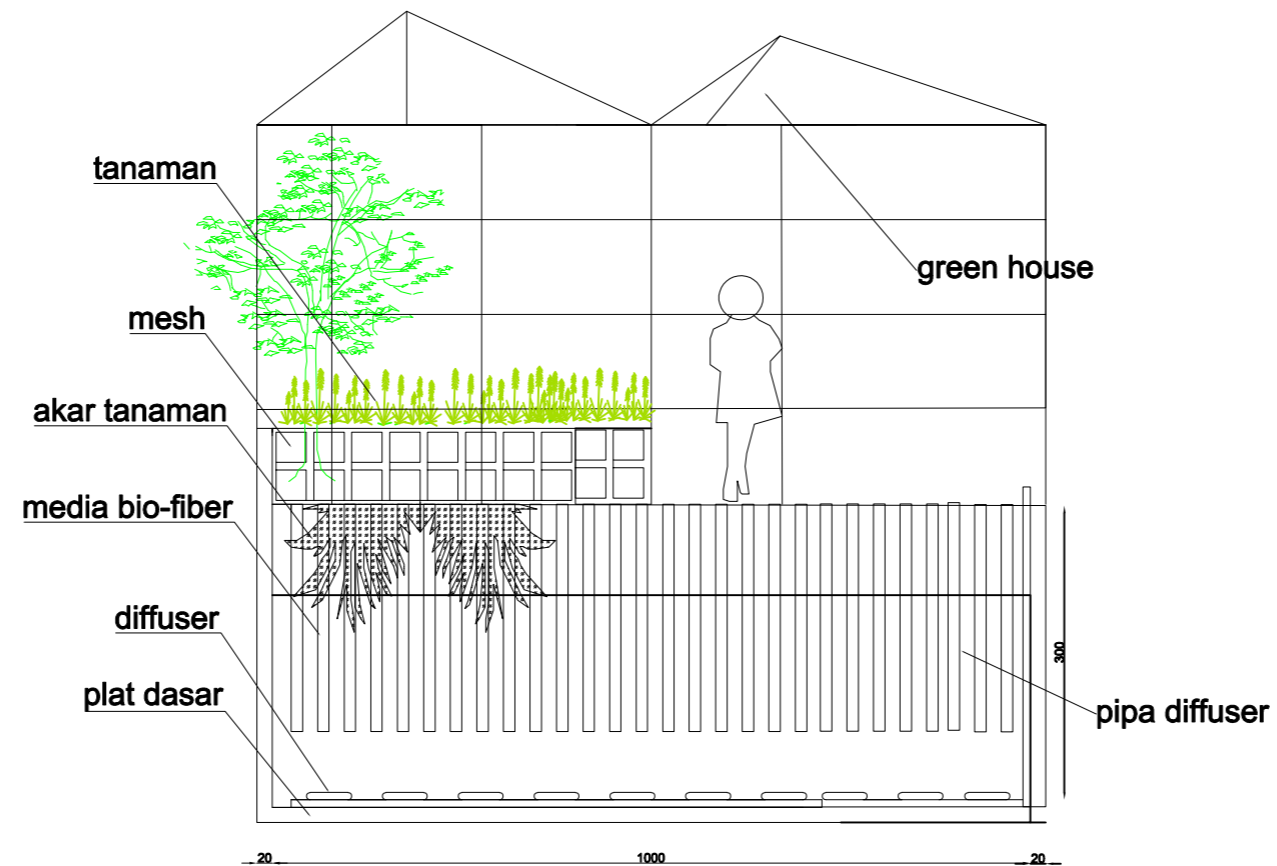 tanaman
green house
mesh
akar tanaman
media bio-fiber
diffuser
300
plat dasar
pipa diffuser
20
1000
20